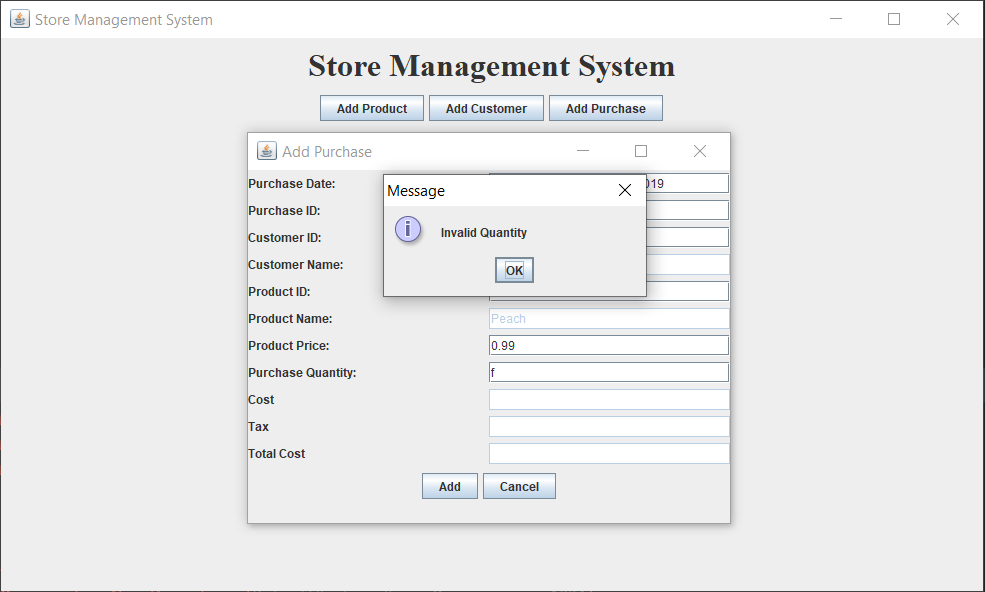 Store Management System
Store Management System
Add Product Add Customer Add Purchase
Add Purchase
Purchase Date: 019
Message
Purchase ID:
Customer ID:
Invalid Quantity
Customer Name:
OK
Product ID:
Product Name: Peach
Product Price: 0.99
Purchase Quantity: f
Cost
Tax
Total Cost
Add Cancel